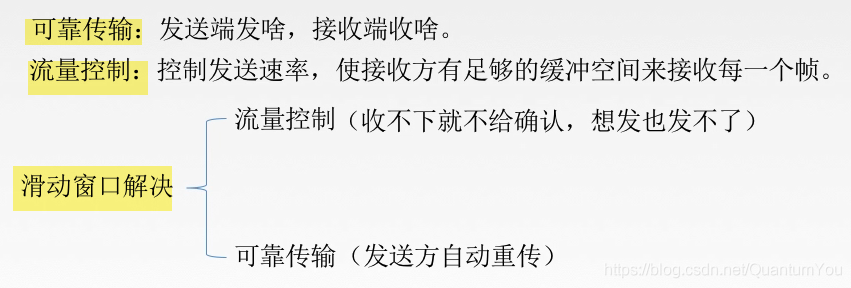 可靠传输：发送端发啥，接收端收啥。
流量控制：控制发送速率，使接收方有足够的缓冲空间来接收每一个帧。
流量控制（收不下就不给确认，想发也发不了）
滑动窗口解决
可靠传输（发送方自动重传）
https://blog.csdn.net/QuantumYou